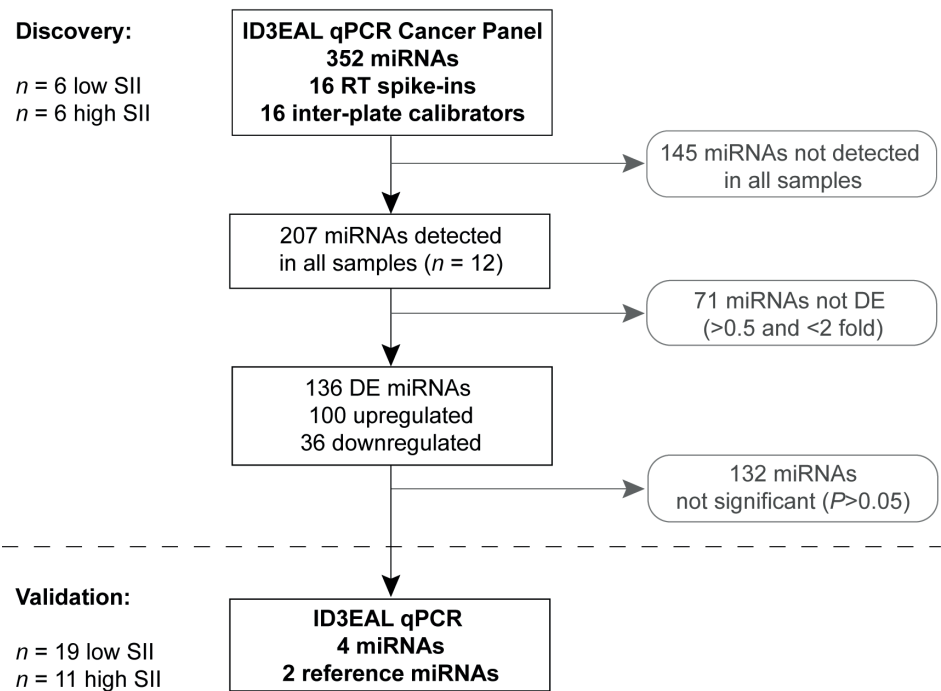 Discovery:
n = 6 low SII
n = 6 high SII
ID3EAL qPCR Cancer Panel
352 miRNAs
16 RT spike-ins
16 inter-plate calibrators
145 miRNAs not detected
in all samples
207 miRNAs detected
in all samples (n = 12)
71 miRNAs not DE
(>0.5 and <2 fold)
136 DE miRNAs
100 upregulated
36 downregulated
132 miRNAs
not significant (P>0.05)
Validation:
n = 19 low SII
n = 11 high SII
ID3EAL qPCR
4 miRNAs
2 reference miRNAs